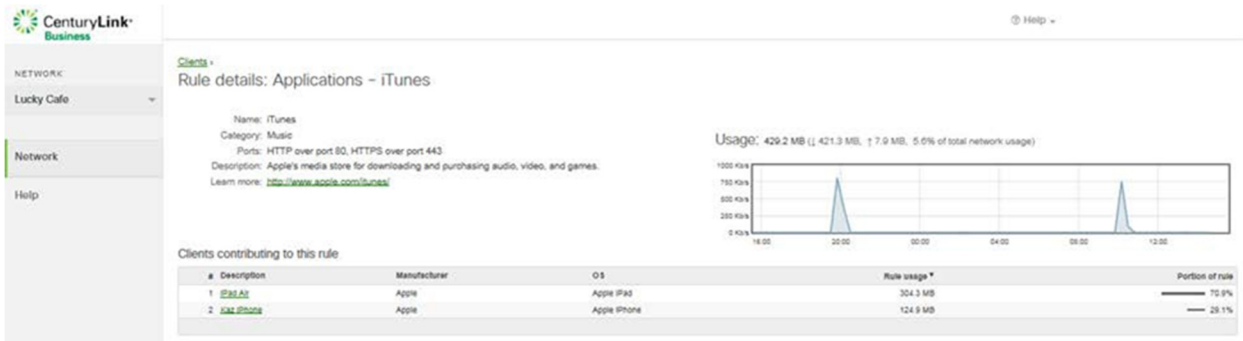 CenturyLink®
Business
Help
NETWORK
Lucky Cafe
Network
Help
Clients ›
Rule details: Applications - iTunes
Name: iTunes
Category: Music
Ports: HTTP over port 80, HTTPS over port 443
Description: Apple's media store for downloading and purchasing audio, video, and games.
Learn more: http://www.apple.com/itunes/
Usage: 429.2 MB (↓ 421.3 MB, ↑ 7.9 MB, 5.6% of total network usage)
1000 Kb/s
750 Kb/s
500 Kb/s
250 Kb/s
0 Kb/s
16:00 20:00 00:00 04:00 08:00 12:00
Clients contributing to this rule
# Description Manufacturer OS Rule usage ▼ Portion of rule
1 iPad Air Apple Apple iPad 304.3 MB 70.9%
2 Kaz iPhone Apple Apple iPhone 124.9 MB 29.1%